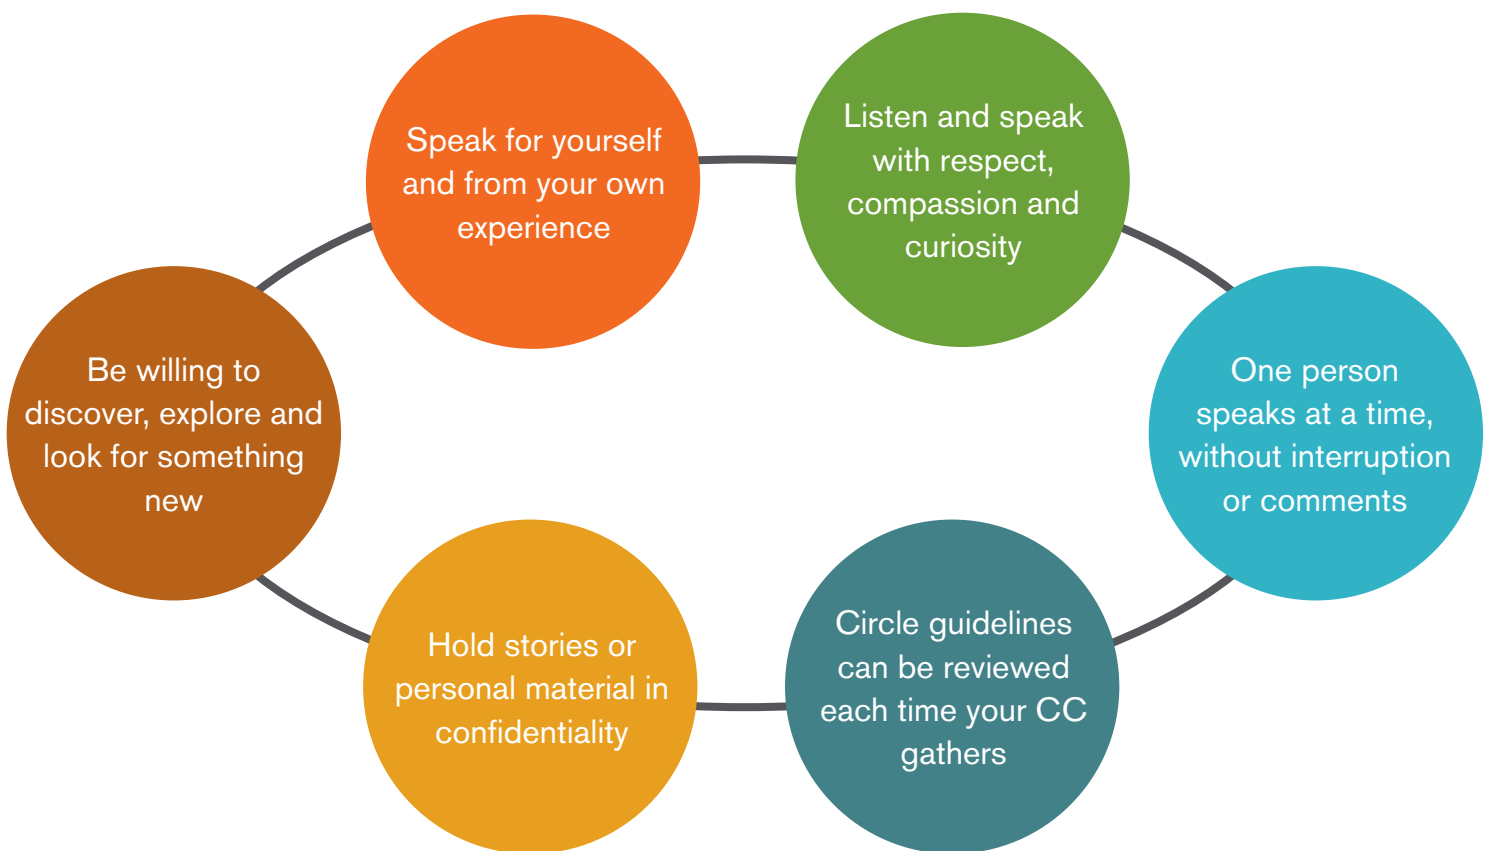 Speak for yourself
and from your own
experience
Listen and speak
with respect,
compassion and
curiosity
One person
speaks at a time,
without interruption
or comments
Circle guidelines
can be reviewed
each time your CC
gathers
Hold stories or
personal material in
confidentiality
Be willing to
discover, explore and
look for something
new